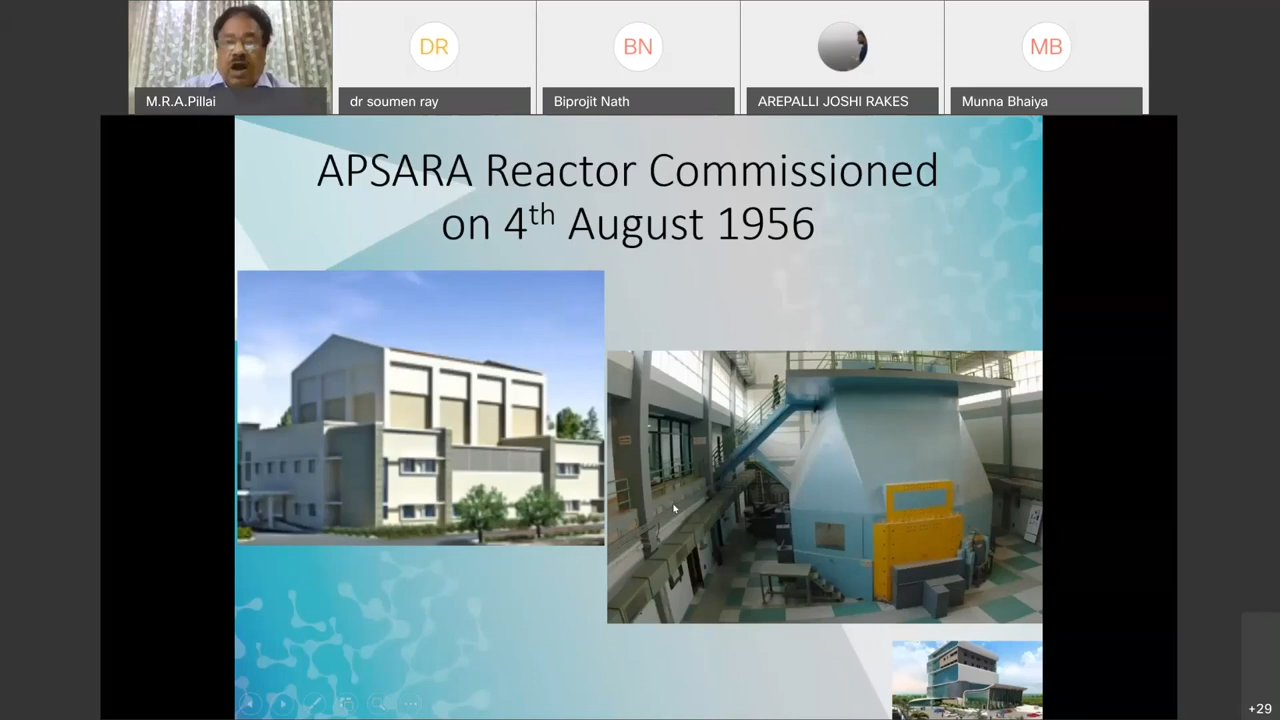 DR
BN
MB
M.R.A.Pillai
dr soumen ray
Biprojit Nath
AREPALLI JOSHI RAKES
Munna Bhaiya
APSARA Reactor Commissioned
on 4th August 1956
+29